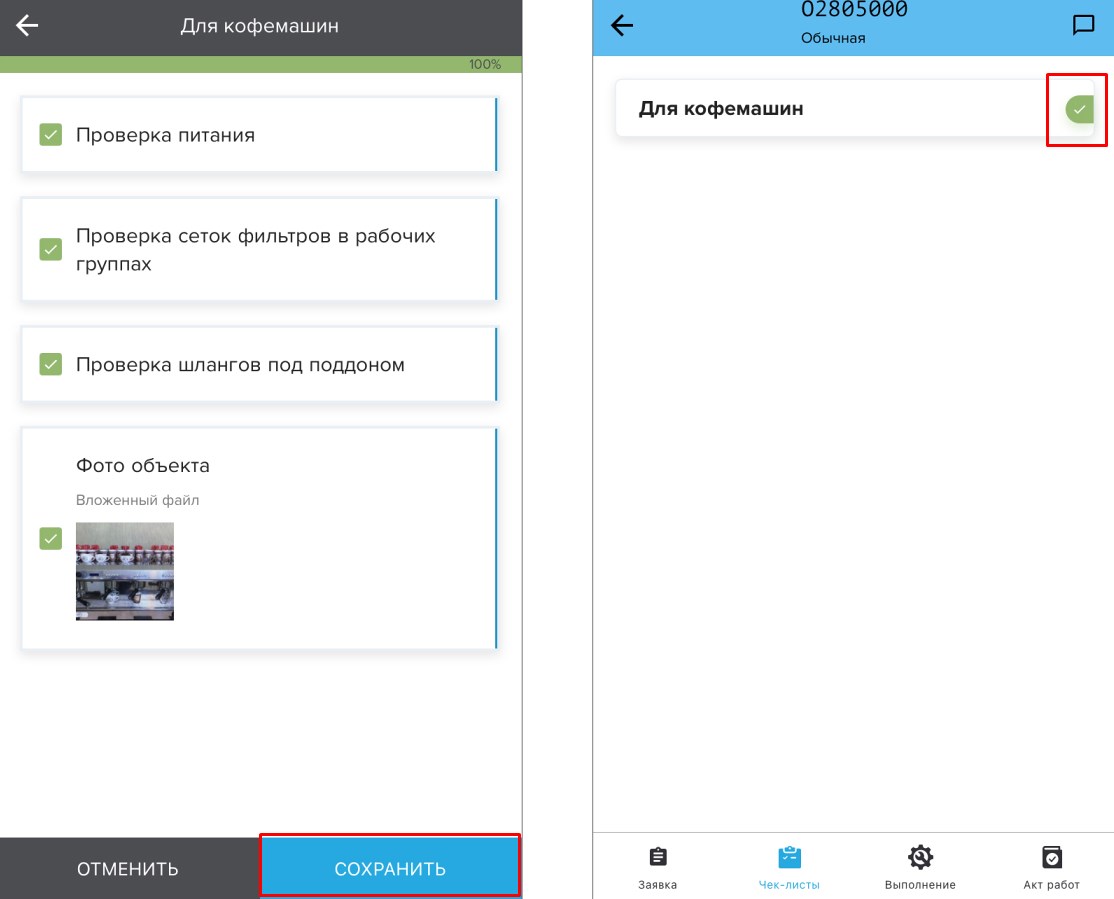 Для кофемашин
100%
Проверка питания
Проверка сеток фильтров в рабочих
группах
Проверка шлангов под поддоном
Фото объекта
Вложенный файл
ОТМЕНИТЬ
СОХРАНИТЬ
O2805000
Обычная
Для кофемашин
Заявка
Чек-листы
Выполнение
Акт работ